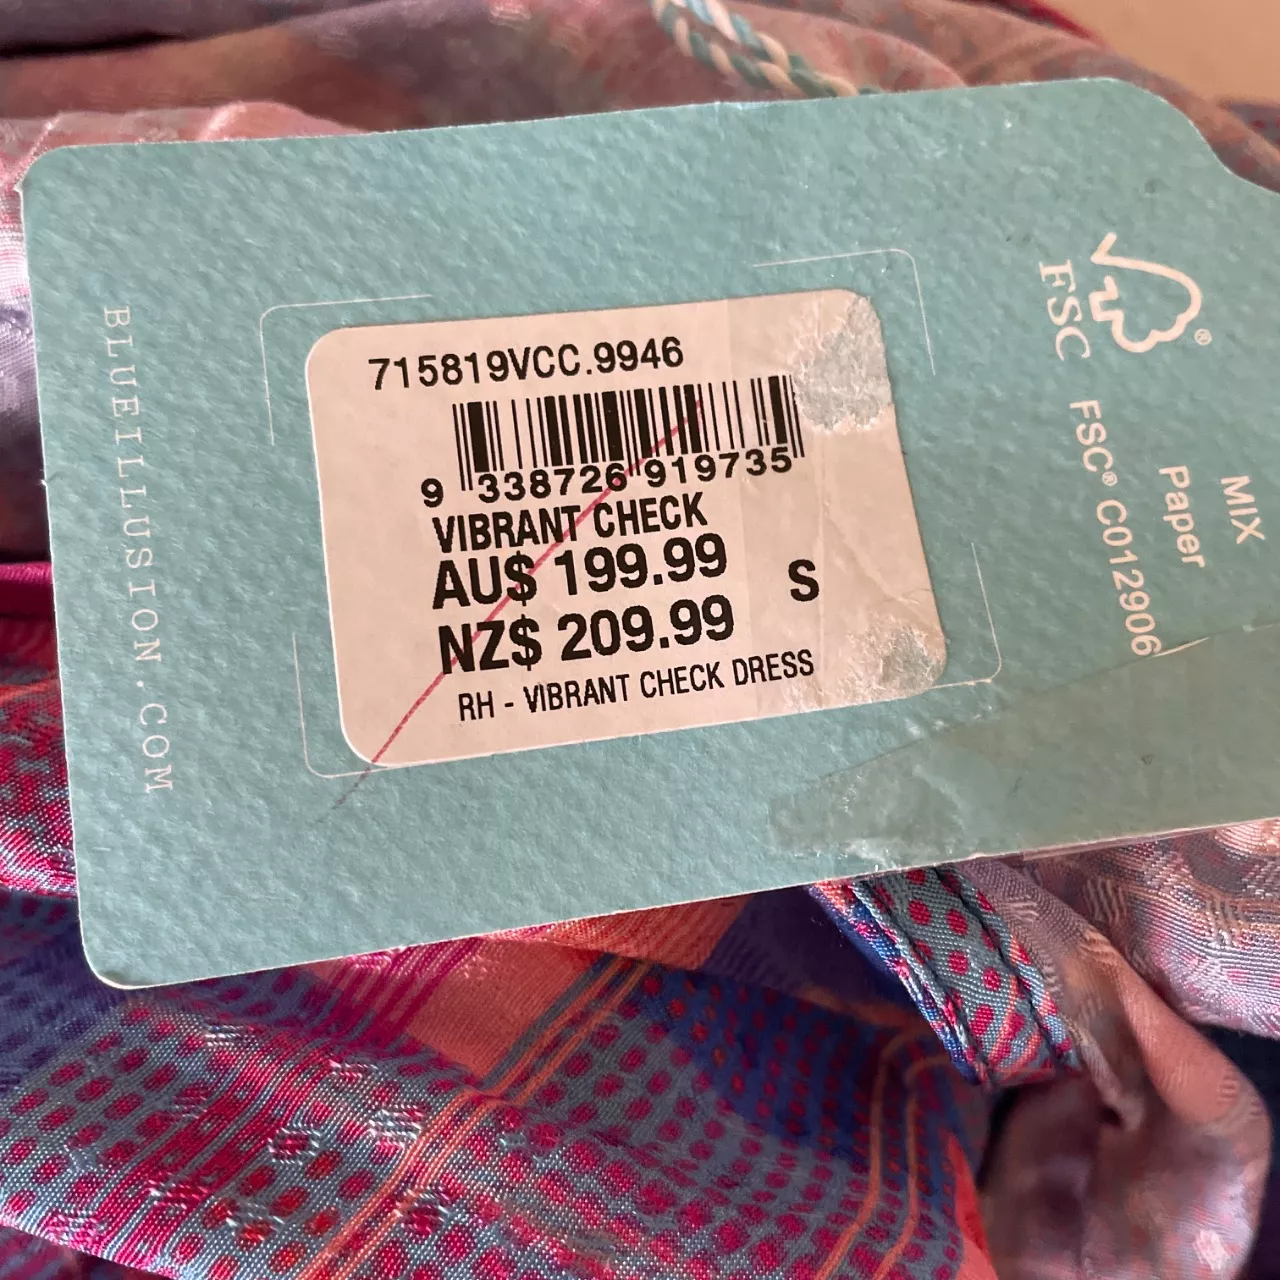 715819VCC.9946
9 338726 919735
VIBRANT CHECK
AU$ 199.99
S
NZ$ 209.99
RH - VIBRANT CHECK DRESS
BLUEILLUSION.COM
FSC
®
FSC® C012906
MIX
Paper